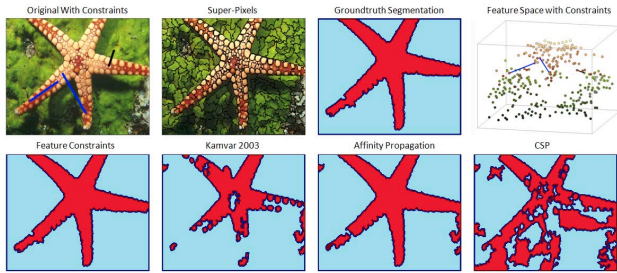 Original With Constraints
Super-Pixels
Groundtruth Segmentation
Feature Space with Constraints
Feature Constraints
Kamvar 2003
Affinity Propagation
CSP